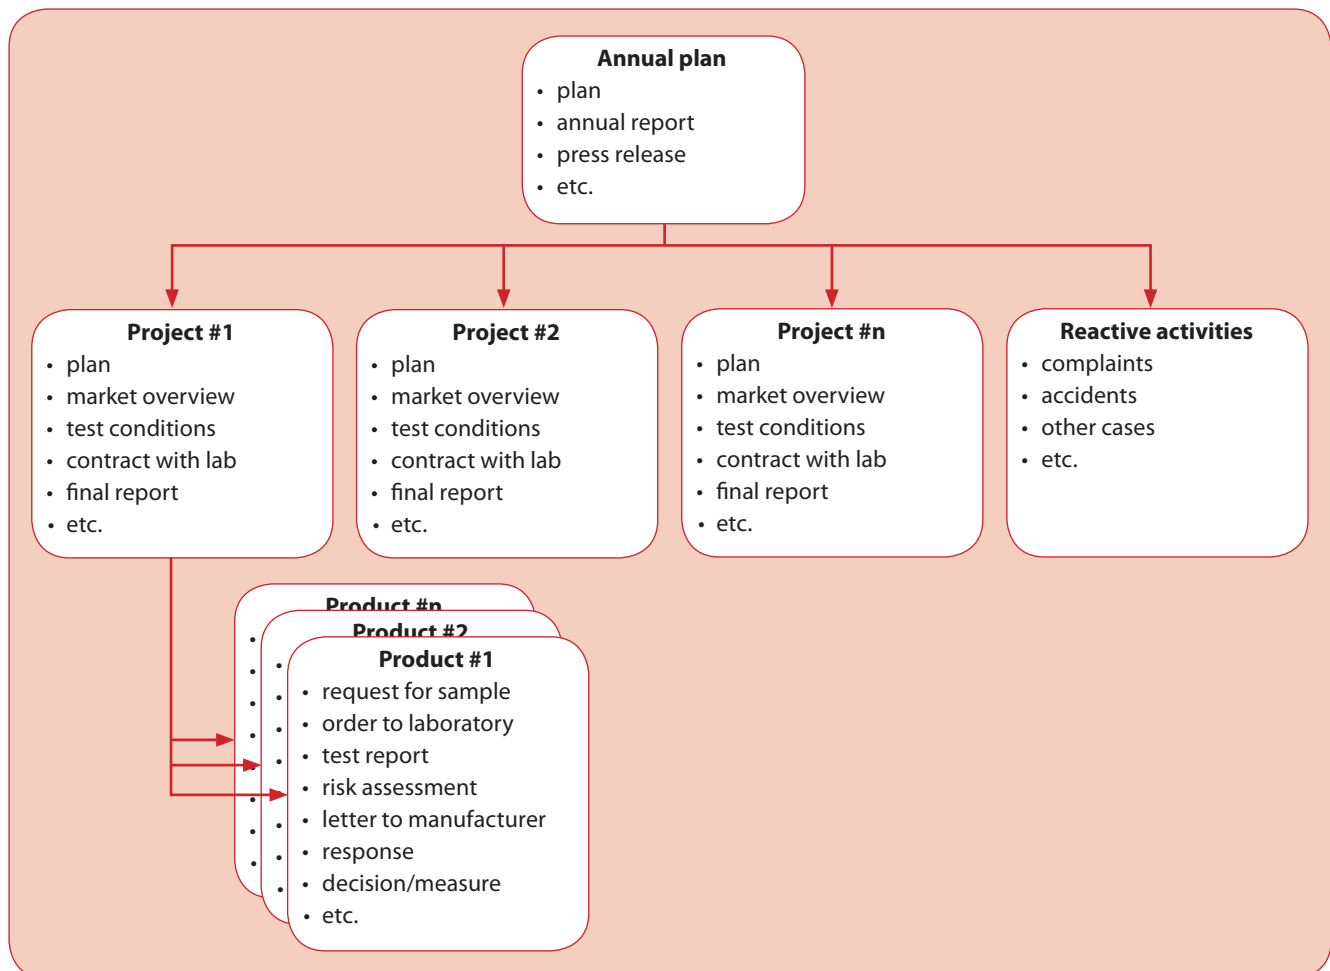 Annual plan
• plan
• annual report
• press release
• etc.
Project #1
• plan
• market overview
• test conditions
• contract with lab
• final report
• etc.
Project #2
• plan
• market overview
• test conditions
• contract with lab
• final report
• etc.
Project #n
• plan
• market overview
• test conditions
• contract with lab
• final report
• etc.
Reactive activities
• complaints
• accidents
• other cases
• etc.
Product #n
Product #2
Product #1
• request for sample
• order to laboratory
• test report
• risk assessment
• letter to manufacturer
• response
• decision/measure
• etc.